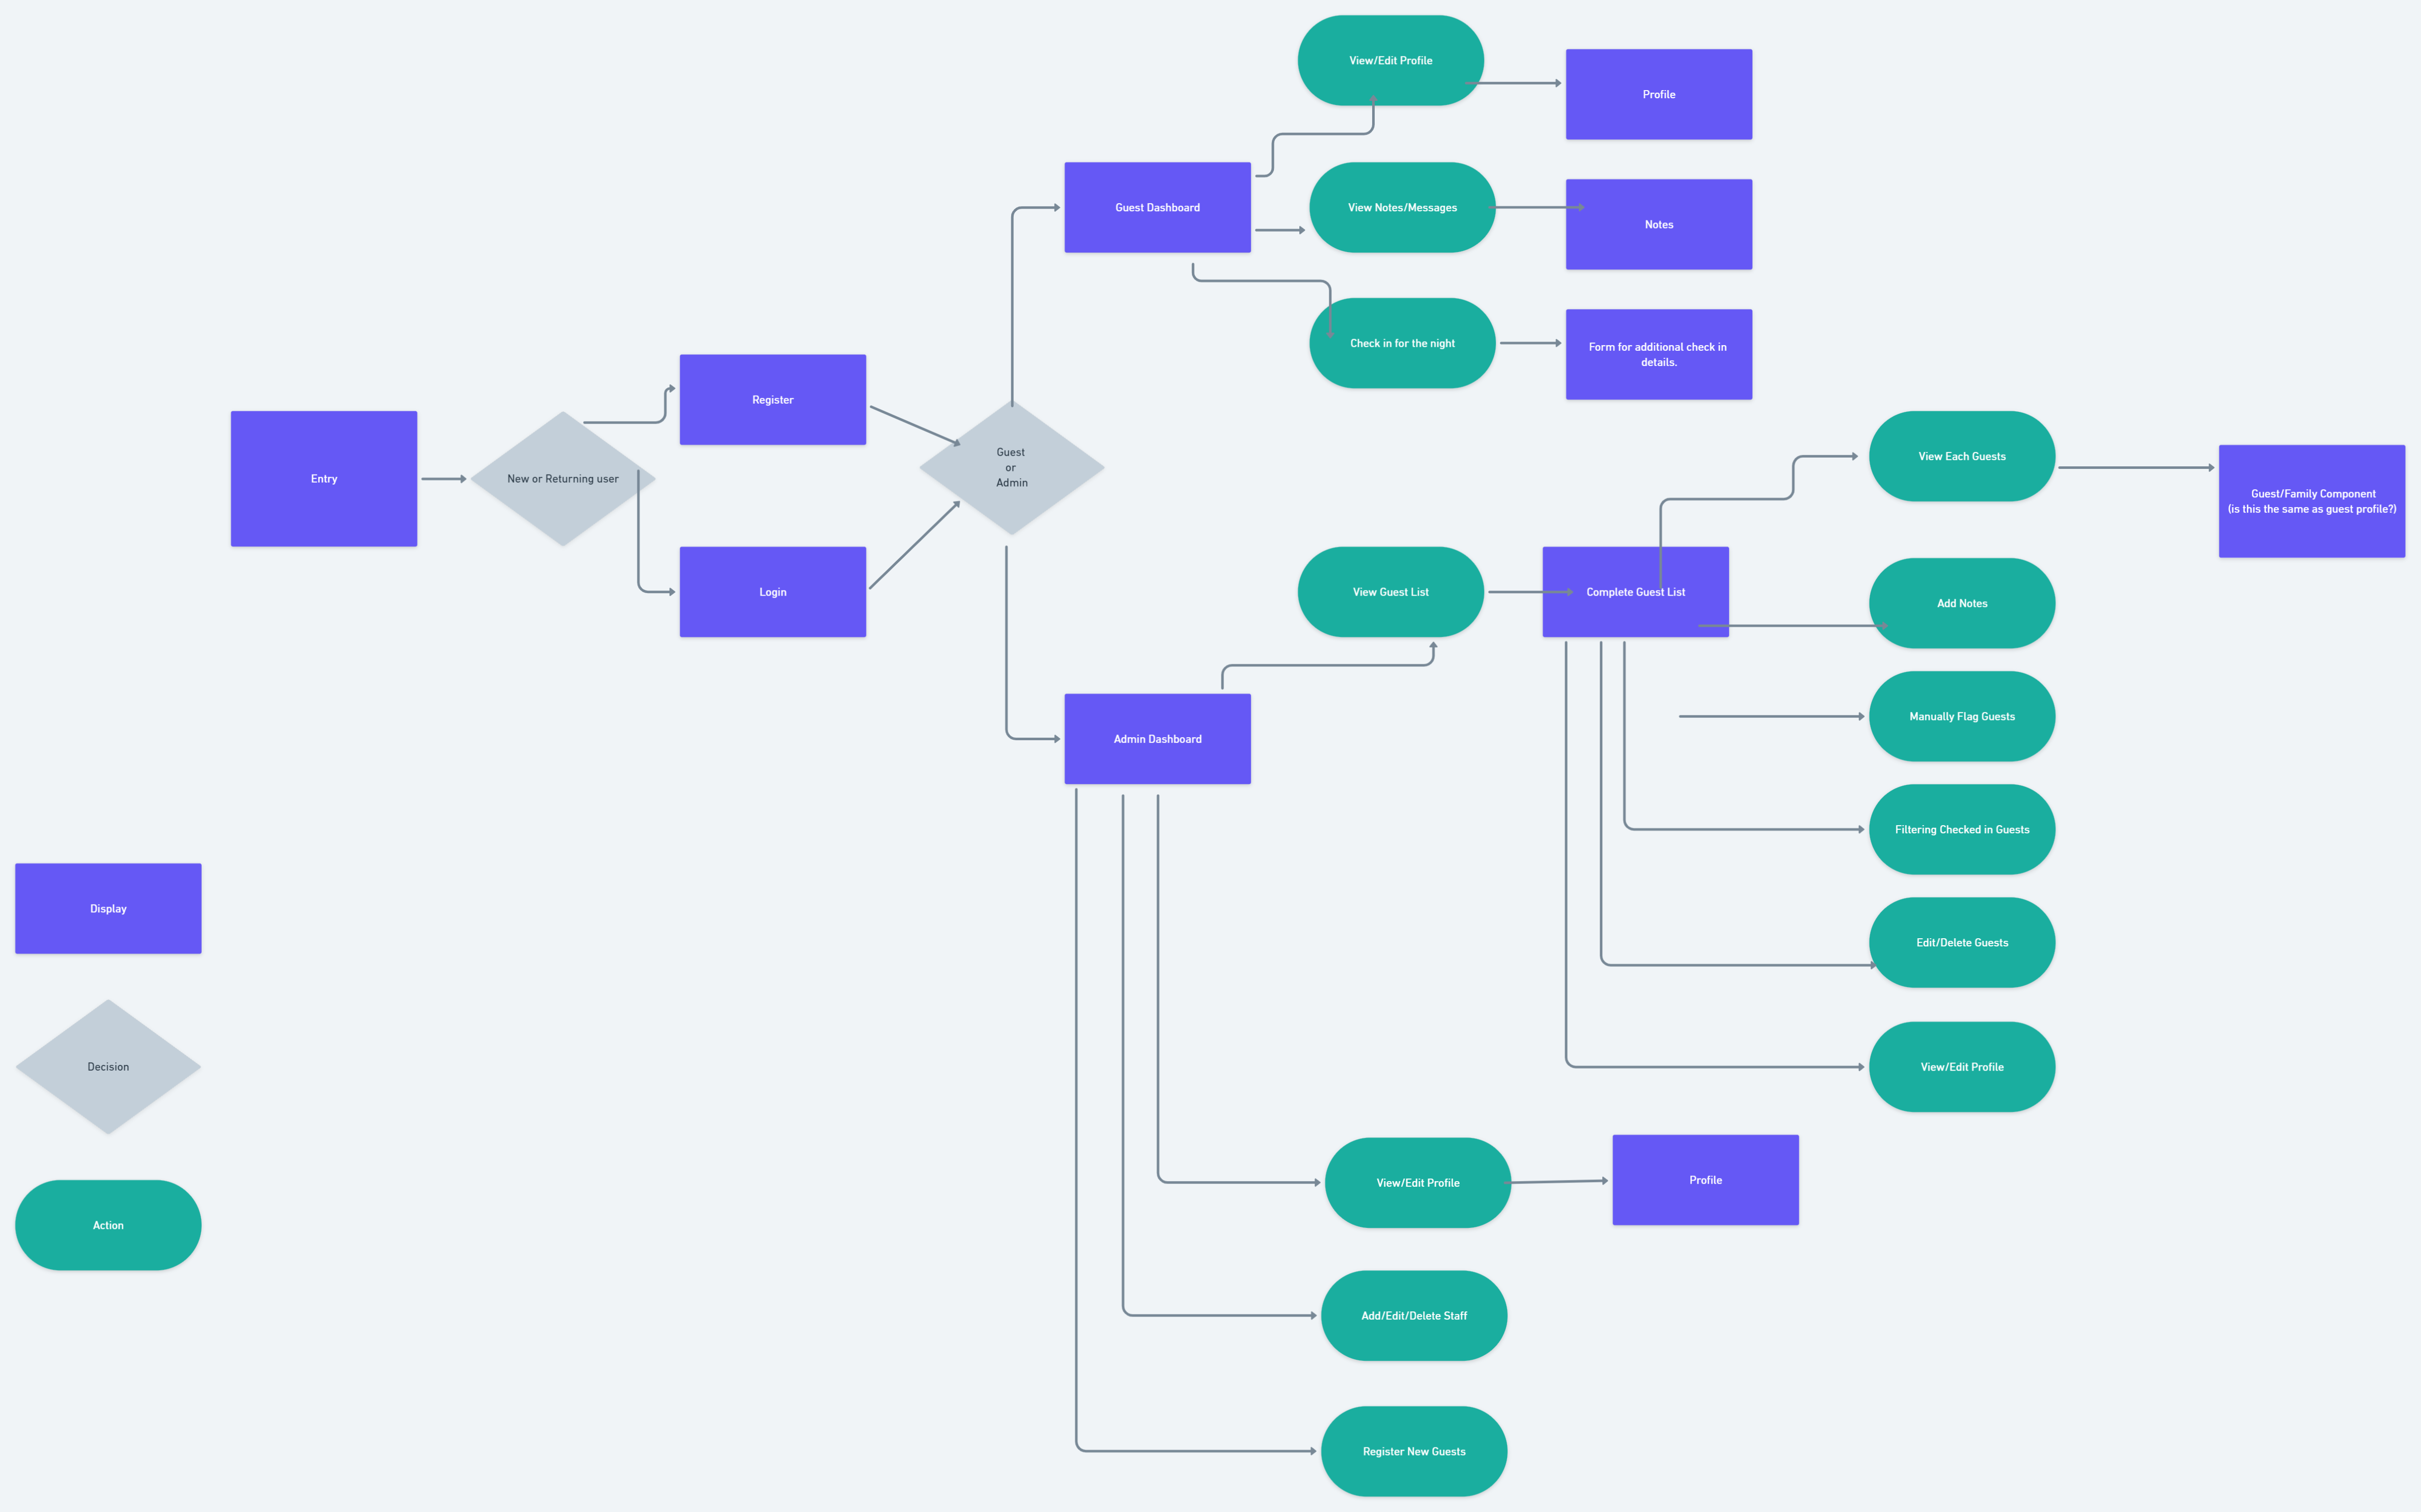 View/Edit Profile
Profile
Guest Dashboard
View Notes/Messages
Notes
Check in for the night
Form for additional check in
details.
Register
Entry
New or Returning user
Guest
or
Admin
Login
View Each Guests
Guest/Family Component
(is this the same as guest profile?)
View Guest List
Complete Guest List
Add Notes
Admin Dashboard
Manually Flag Guests
Filtering Checked in Guests
Edit/Delete Guests
View/Edit Profile
Display
Decision
Action
View/Edit Profile
Profile
Add/Edit/Delete Staff
Register New Guests